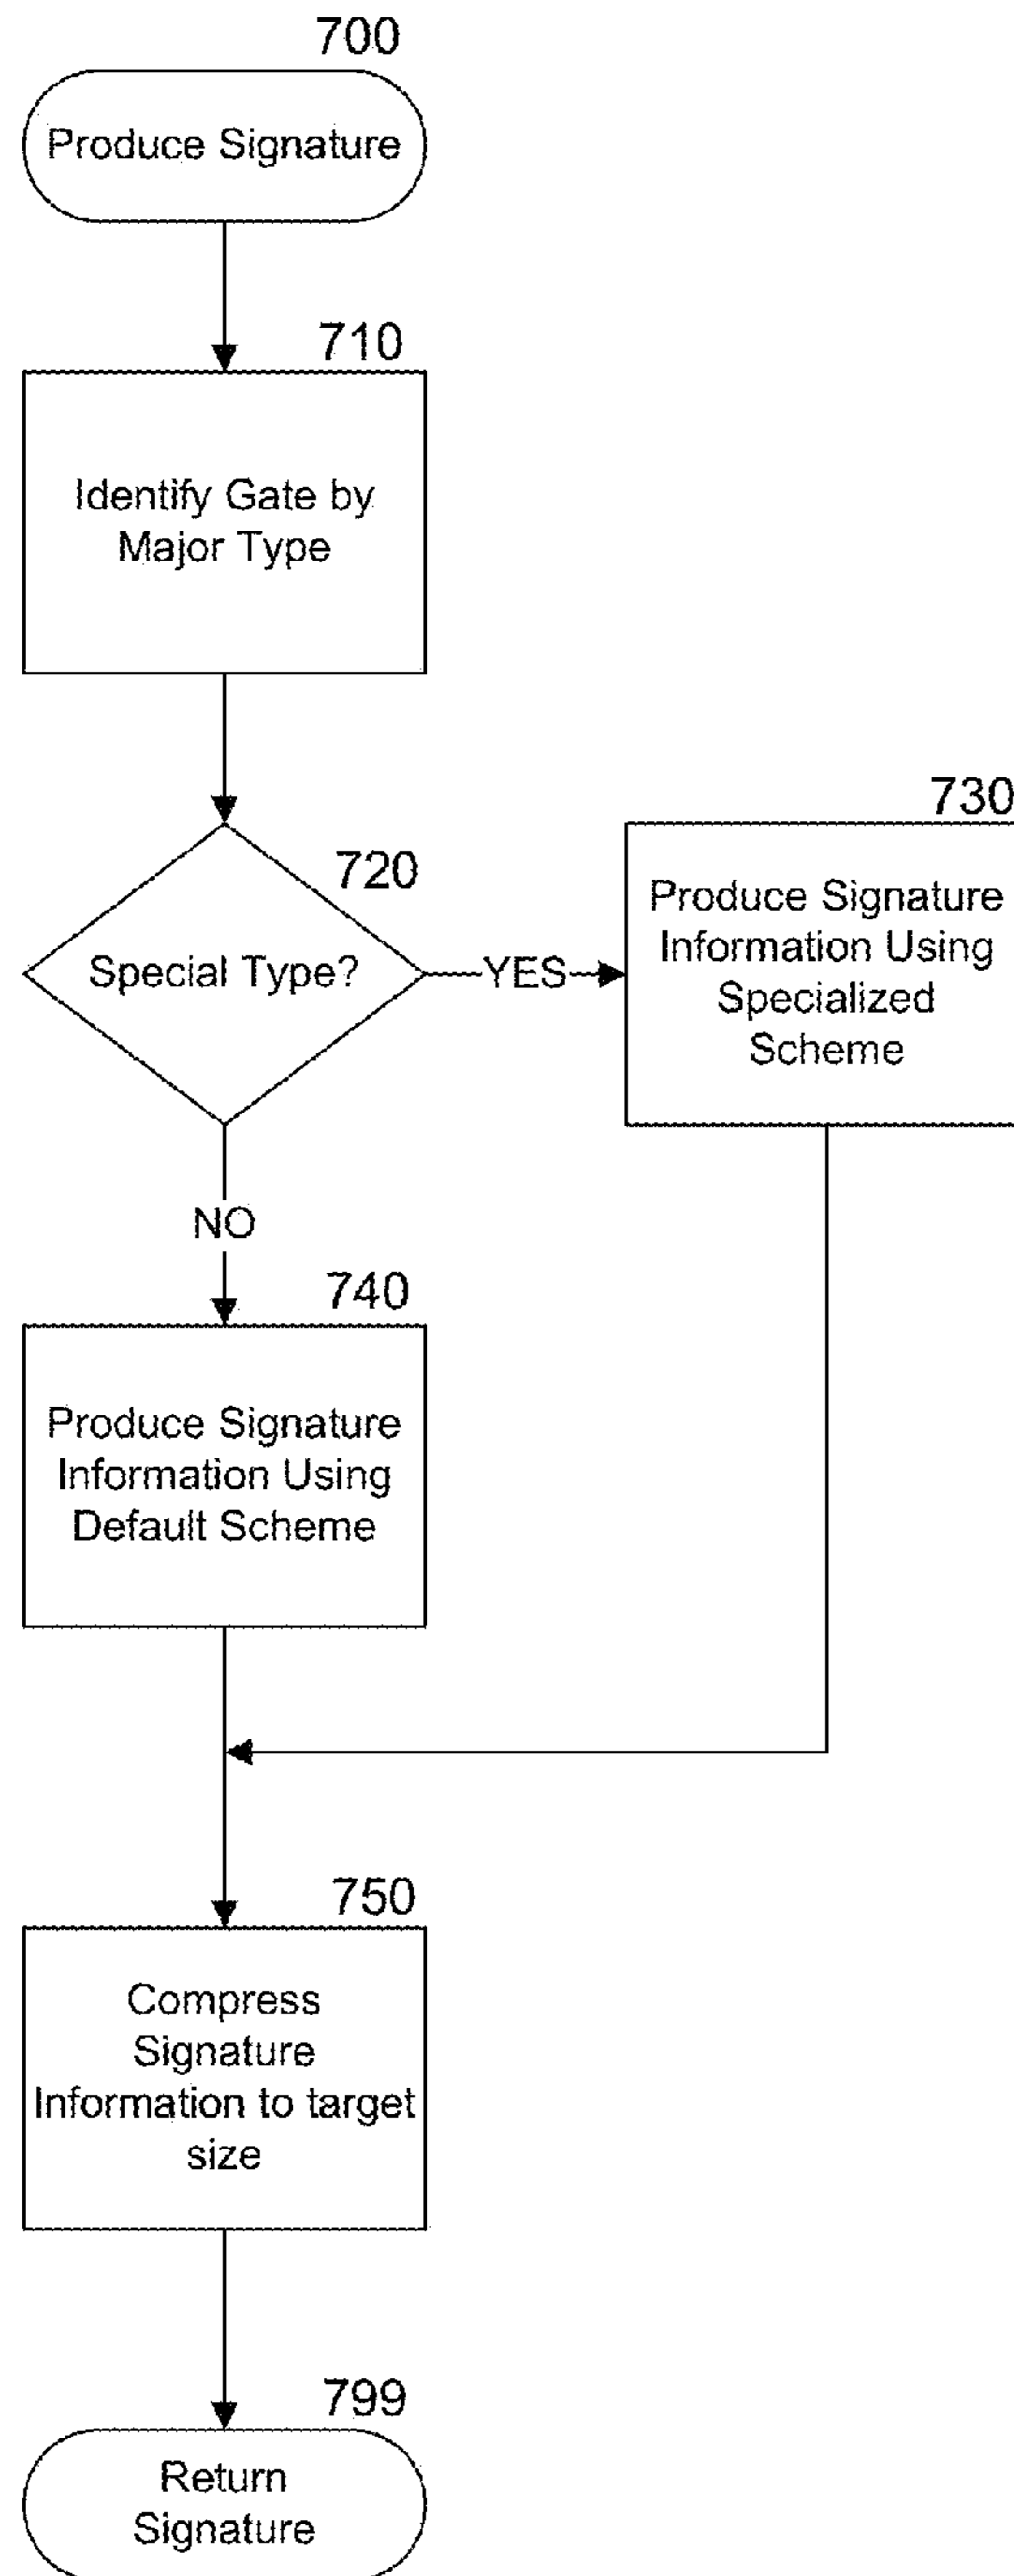 700
Produce Signature
710
Identify Gate by
Major Type
720
Special Type?
YES
730
Produce Signature
Information Using
Specialized
Scheme
NO
740
Produce Signature
Information Using
Default Scheme
750
Compress
Signature
Information to target
size
799
Return
Signature